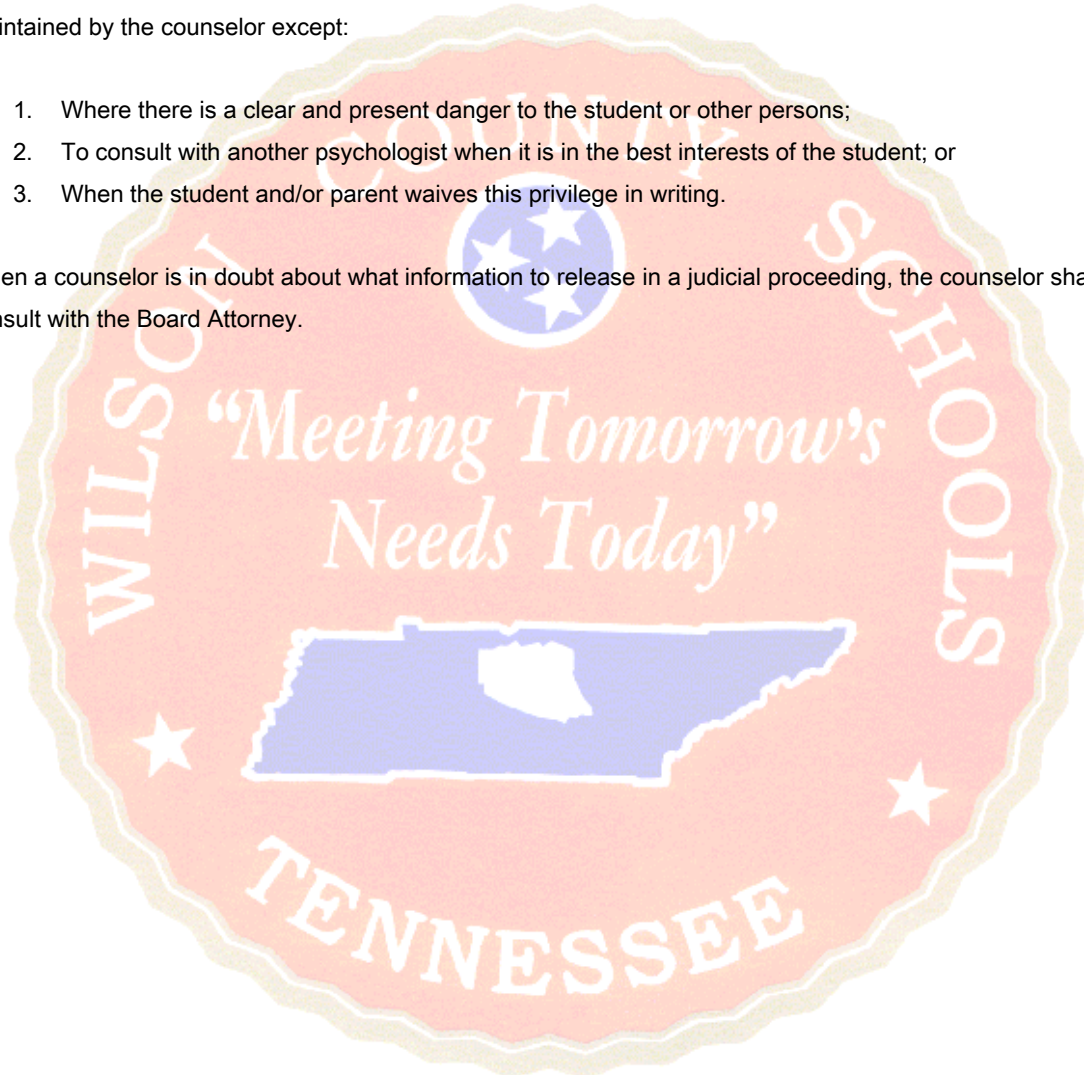 intained by the counselor except:
1. Where there is a clear and present danger to the student or other persons;
2. To consult with another psychologist when it is in the best interests of the student; or
3. When the student and/or parent waives this privilege in writing.
en a counselor is in doubt about what information to release in a judicial proceeding, the counselor sha
nsult with the Board Attorney.
WILSON COUNTY SCHOOLS
“Meeting Tomorrow's
Needs Today”
TENNESSEE